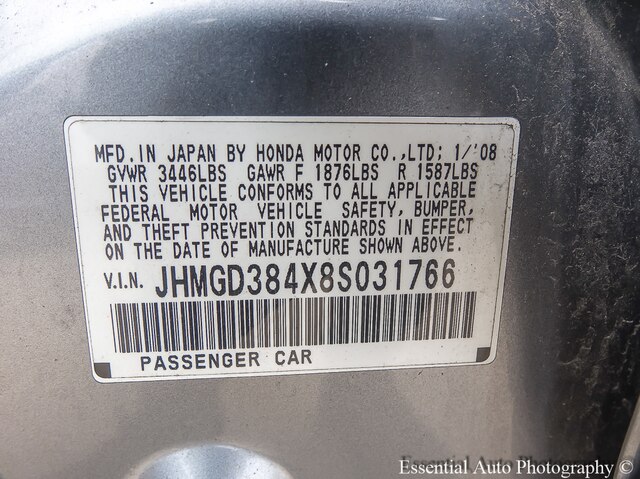 MFD. IN JAPAN BY HONDA MOTOR CO.,LTD; 1/'08
GVWR 3446LBS GAWR F 1876LBS R 1587LBS
THIS VEHICLE CONFORMS TO ALL APPLICABLE
FEDERAL MOTOR VEHICLE SAFETY, BUMPER,
AND THEFT PREVENTION STANDARDS IN EFFECT
ON THE DATE OF MANUFACTURE SHOWN ABOVE.
V.I.N. JHMGD384X8S031766
PASSENGER CAR
Essential Auto Photography ©